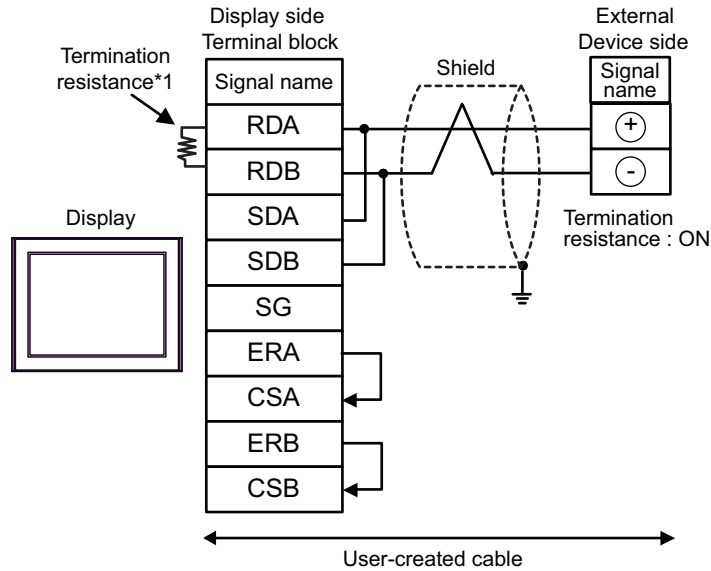 Display side
Terminal block
External
Device side
Termination
resistance*1
Shield
Signal name
Signal
name
RDA
+
RDB
-
SDA
Display
Termination
resistance : ON
SDB
SG
ERA
CSA
ERB
CSB
User-created cable